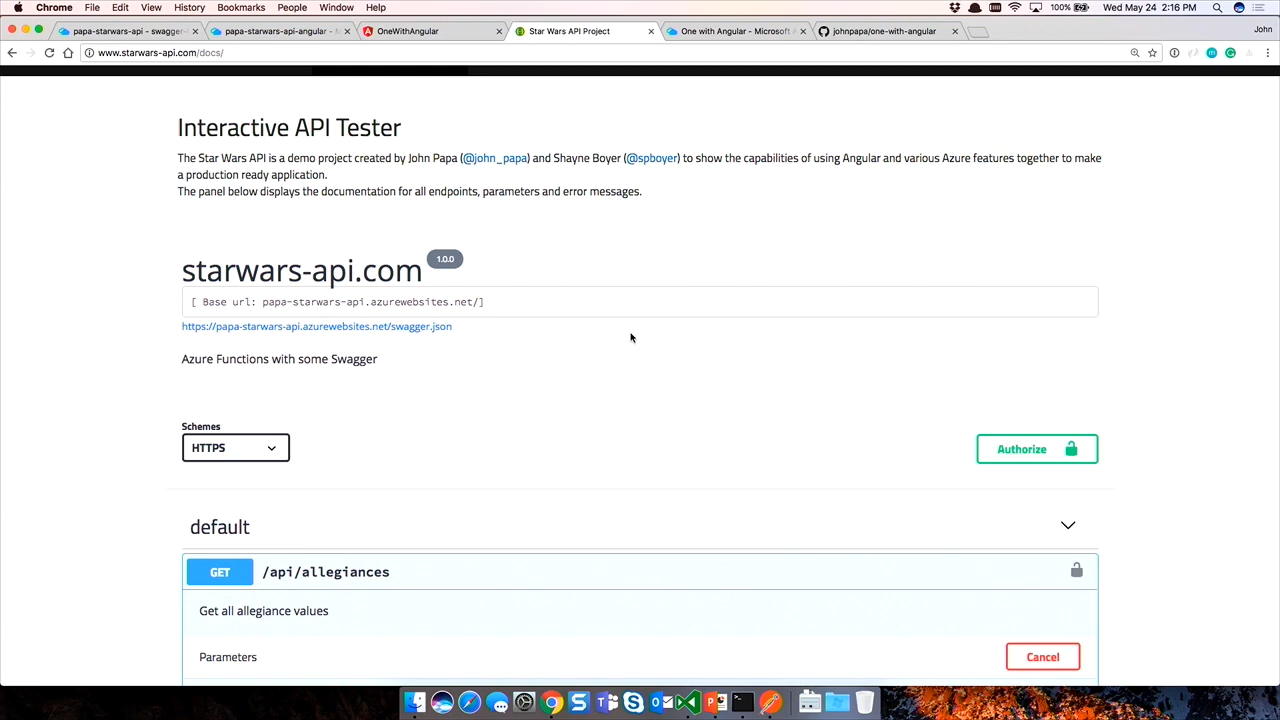 Chrome File Edit View History Bookmarks People Window Help 100% Wed May 24 2:16 PM
papa-starwars-api - swagger papa-starwars-api-angular - M OneWithAngular Star Wars API Project One with Angular - Microsoft A johnpapa/one-with-angular John
www.starwars-api.com/docs/
Interactive API Tester
The Star Wars API is a demo project created by John Papa (@john_papa) and Shayne Boyer (@spboyer) to show the capabilities of using Angular and various Azure features together to make
a production ready application.
The panel below displays the documentation for all endpoints, parameters and error messages.
starwars-api.com 1.0.0
[ Base url: papa-starwars-api.azurewebsites.net/]
https://papa-starwars-api.azurewebsites.net/swagger.json
Azure Functions with some Swagger
Schemes
HTTPS
Authorize
default
GET /api/allegiances
Get all allegiance values
Parameters
Cancel